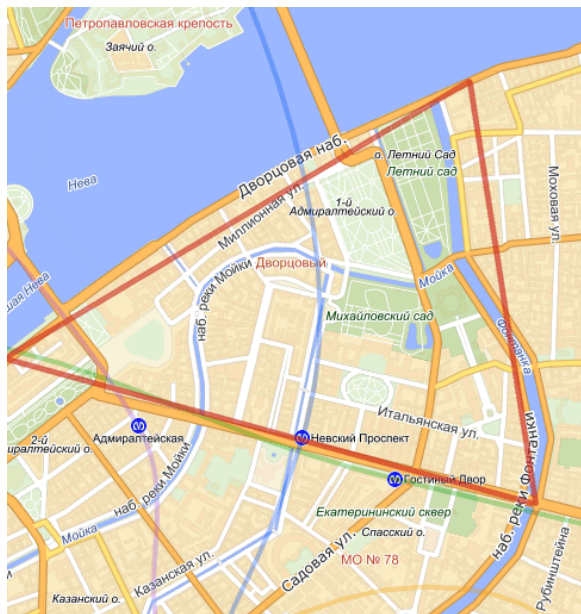 Петропавловская крепость
Заячий о.
Дворцовая наб.
о. Летний Сад
Летний сад
Нева
Моховая ул.
Миллионная ул.
1-й
Адмиралтейский о.
Дворцовый
Мойка
наб. реки Мойки
Михайловский сад
Фонтанка
шая Нева
Итальянская ул.
Невский Проспект
Адмиралтейская
2-й
иралтейский о.
Гостиный Двор
наб. реки Мойки
наб. реки Фонтанки
Екатерининский сквер
Спасский о.
Мойка
Садовая ул.
МО № 78
Казанская ул.
Казанский о.
Рубинштейна